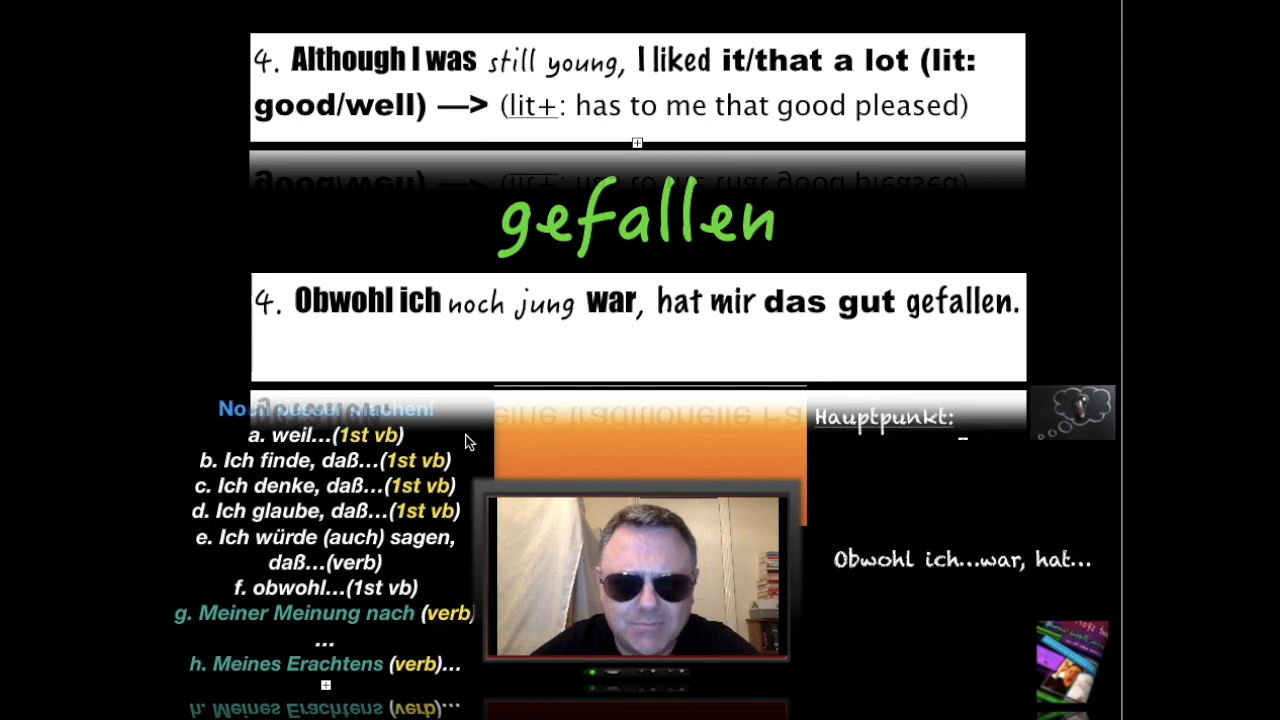 4. Although I was still young, I liked it/that a lot (lit:
good/well) —> (lit+: has to me that good pleased)
gefallen
4. Obwohl ich noch jung war, hat mir das gut gefallen.
Noch besser machen!
a. weil...(1st vb)
b. Ich finde, daß...(1st vb)
c. Ich denke, daß...(1st vb)
d. Ich glaube, daß...(1st vb)
e. Ich würde (auch) sagen,
daß...(verb)
f. obwohl...(1st vb)
g. Meiner Meinung nach (verb)
...
h. Meines Erachtens (verb)...
Hauptpunkt:
Obwohl ich...war, hat...